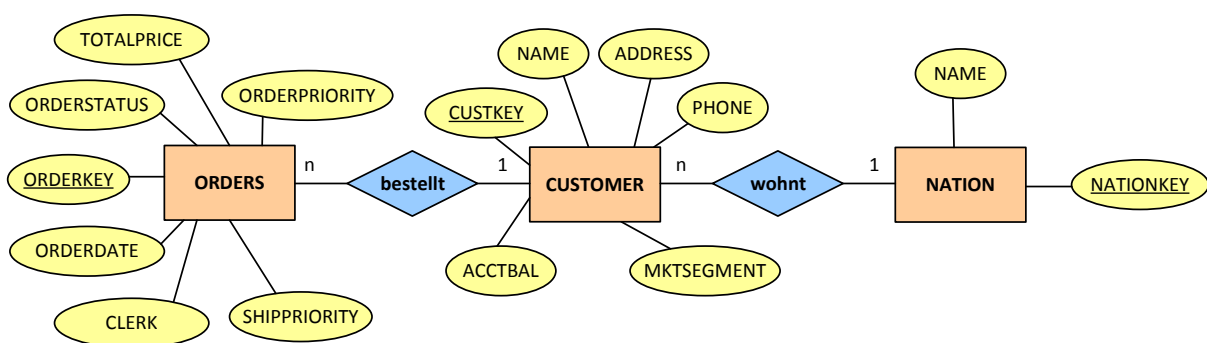 TOTALPRICE
NAME
ADDRESS
NAME
ORDERSTATUS
ORDERPRIORITY
CUSTKEY
PHONE
ORDERKEY
ORDERS
n
bestellt
1
CUSTOMER
n
wohnt
1
NATION
NATIONKEY
ORDERDATE
ACCTBAL
MKTSEGMENT
CLERK
SHIPPRIORITY